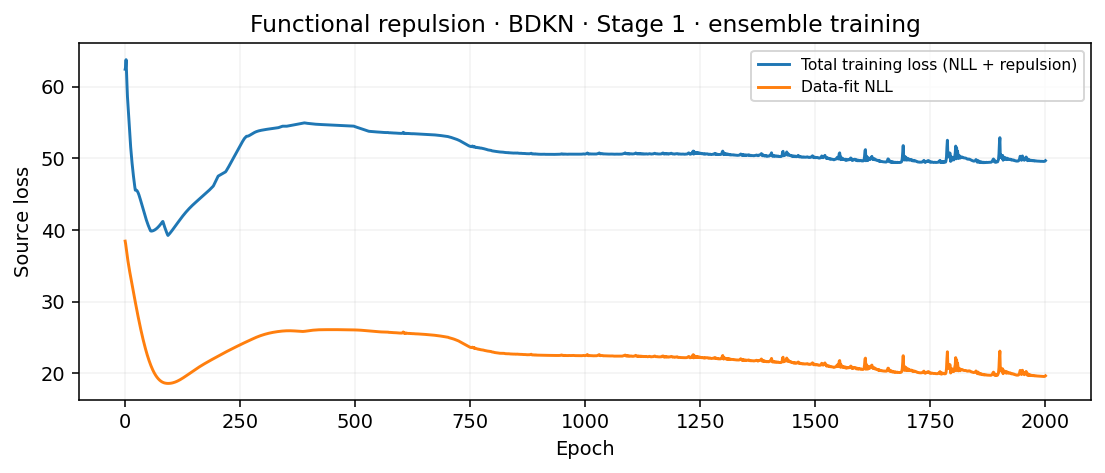 Functional repulsion · BDKN · Stage 1 · ensemble training
Total training loss (NLL + repulsion)
Data-fit NLL
Source loss
60
50
40
30
20
0 250 500 750 1000 1250 1500 1750 2000
Epoch